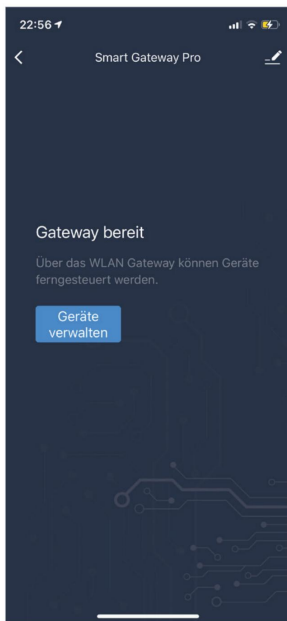 22:56
Smart Gateway Pro
Gateway bereit
Über das WLAN Gateway können Geräte
ferngesteuert werden.
Geräte
verwalten